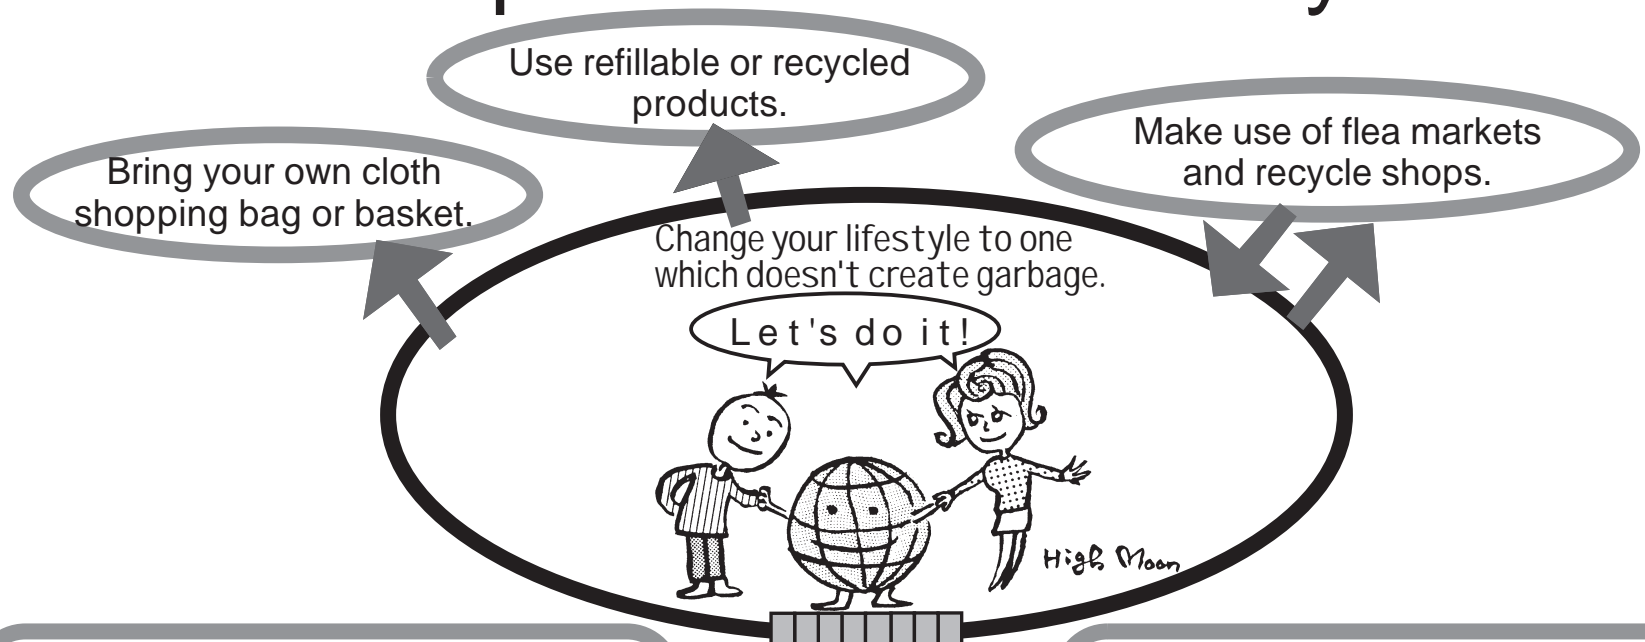 Use refillable or recycled
products.
Make use of flea markets
and recycle shops.
Bring your own cloth
shopping bag or basket.
Change your lifestyle to one
which doesn't create garbage.
Let's do it!
High Moon